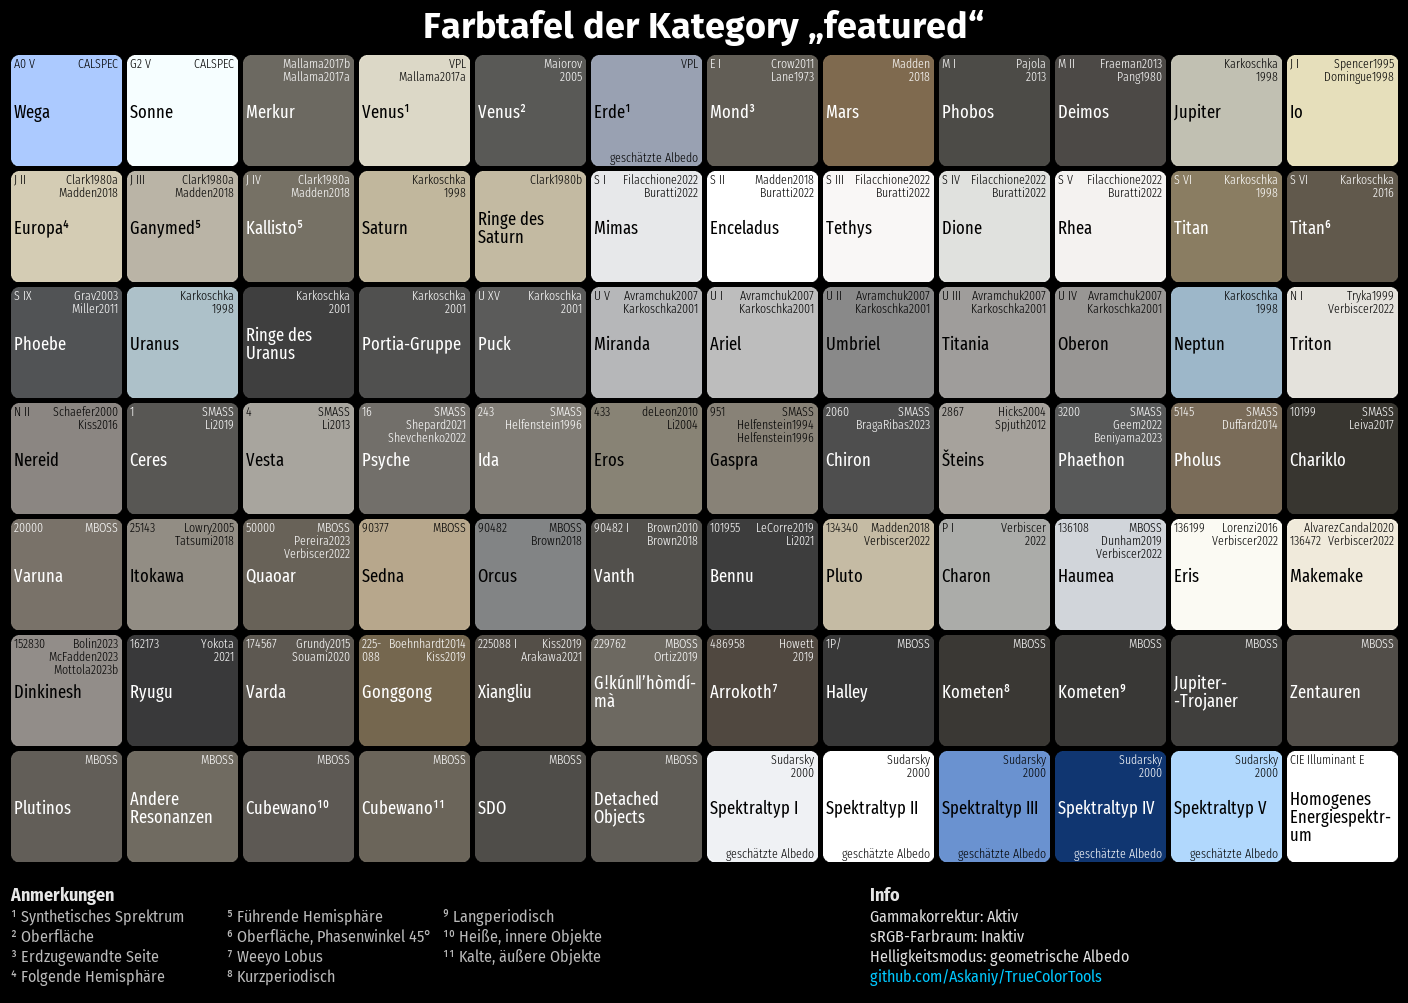 Farbtafel der Kategory „featured“
A0 V CALSPEC
Wega
G2 V CALSPEC
Sonne
Mallama2017b
Mallama2017a
Merkur
VPL
Mallama2017a
Venus¹
Maiorov
2005
Venus²
VPL
Erde¹
geschätzte Albedo
E I Crow2011
Lane1973
Mond³
Madden
2018
Mars
M I Pajola
2013
Phobos
M II Fraeman2013
Pang1980
Deimos
Karkoschka
1998
Jupiter
J I Spencer1995
Domingue1998
Io
J II Clark1980a
Madden2018
Europa⁴
J III Clark1980a
Madden2018
Ganymed⁵
J IV Clark1980a
Madden2018
Kallisto⁵
Karkoschka
1998
Saturn
Clark1980b
Ringe des
Saturn
S I Filacchione2022
Buratti2022
Mimas
S II Madden2018
Buratti2022
Enceladus
S III Filacchione2022
Buratti2022
Tethys
S IV Filacchione2022
Buratti2022
Dione
S V Filacchione2022
Buratti2022
Rhea
S VI Karkoschka
1998
Titan
S VI Karkoschka
2016
Titan⁶
S IX Grav2003
Miller2011
Phoebe
Karkoschka
1998
Uranus
Karkoschka
2001
Ringe des
Uranus
Karkoschka
2001
Portia-Gruppe
U XV Karkoschka
2001
Puck
U V Avramchuk2007
Karkoschka2001
Miranda
U I Avramchuk2007
Karkoschka2001
Ariel
U II Avramchuk2007
Karkoschka2001
Umbriel
U III Avramchuk2007
Karkoschka2001
Titania
U IV Avramchuk2007
Karkoschka2001
Oberon
Karkoschka
1998
Neptun
N I Tryka1999
Verbiscer2022
Triton
N II Schaefer2000
Kiss2016
Nereid
1 SMASS
Li2019
Ceres
4 SMASS
Li2013
Vesta
16 SMASS
Shepard2021
Shevchenko2022
Psyche
243 SMASS
Helfenstein1996
Ida
433 deLeon2010
Li2004
Eros
951 SMASS
Helfenstein1994
Helfenstein1996
Gaspra
2060 SMASS
BragaRibas2023
Chiron
2867 Hicks2004
Spjuth2012
Šteins
3200 SMASS
Geem2022
Beniyama2023
Phaethon
5145 SMASS
Duffard2014
Pholus
10199 SMASS
Leiva2017
Chariklo
20000 MBOSS
Varuna
25143 Lowry2005
Tatsumi2018
Itokawa
50000 MBOSS
Pereira2023
Verbiscer2022
Quaoar
90377 MBOSS
Sedna
90482 MBOSS
Brown2018
Orcus
90482 I Brown2010
Brown2018
Vanth
101955 LeCorre2019
Li2021
Bennu
134340 Madden2018
Verbiscer2022
Pluto
P I Verbiscer
2022
Charon
136108 MBOSS
Dunham2019
Verbiscer2022
Haumea
136199 Lorenzi2016
Verbiscer2022
Eris
AlvarezCandal2020
136472 Verbiscer2022
Makemake
152830 Bolin2023
McFadden2023
Mottola2023b
Dinkinesh
162173 Yokota
2021
Ryugu
174567 Grundy2015
Souami2020
Varda
225- Boehnhardt2014
088 Kiss2019
Gonggong
225088 I Kiss2019
Arakawa2021
Xiangliu
229762 MBOSS
Ortiz2019
G!kúnǁʼhòmdí-
mà
486958 Howett
2019
Arrokoth⁷
1P/ MBOSS
Halley
MBOSS
Kometen⁸
MBOSS
Kometen⁹
MBOSS
Jupiter-
-Trojaner
MBOSS
Zentauren
MBOSS
Plutinos
MBOSS
Andere
Resonanzen
MBOSS
Cubewano¹⁰
MBOSS
Cubewano¹¹
MBOSS
SDO
MBOSS
Detached
Objects
Sudarsky
2000
Spektraltyp I
geschätzte Albedo
Sudarsky
2000
Spektraltyp II
geschätzte Albedo
Sudarsky
2000
Spektraltyp III
geschätzte Albedo
Sudarsky
2000
Spektraltyp IV
geschätzte Albedo
Sudarsky
2000
Spektraltyp V
geschätzte Albedo
CIE Illuminant E
Homogenes
Energiespektr-
um
Anmerkungen
¹ Synthetisches Sprektrum
² Oberfläche
³ Erdzugewandte Seite
⁴ Folgende Hemisphäre
⁵ Führende Hemisphäre
⁶ Oberfläche, Phasenwinkel 45°
⁷ Weeyo Lobus
⁸ Kurzperiodisch
⁹ Langperiodisch
¹⁰ Heiße, innere Objekte
¹¹ Kalte, äußere Objekte
Info
Gammakorrektur: Aktiv
sRGB-Farbraum: Inaktiv
Helligkeitsmodus: geometrische Albedo
github.com/Askaniy/TrueColorTools